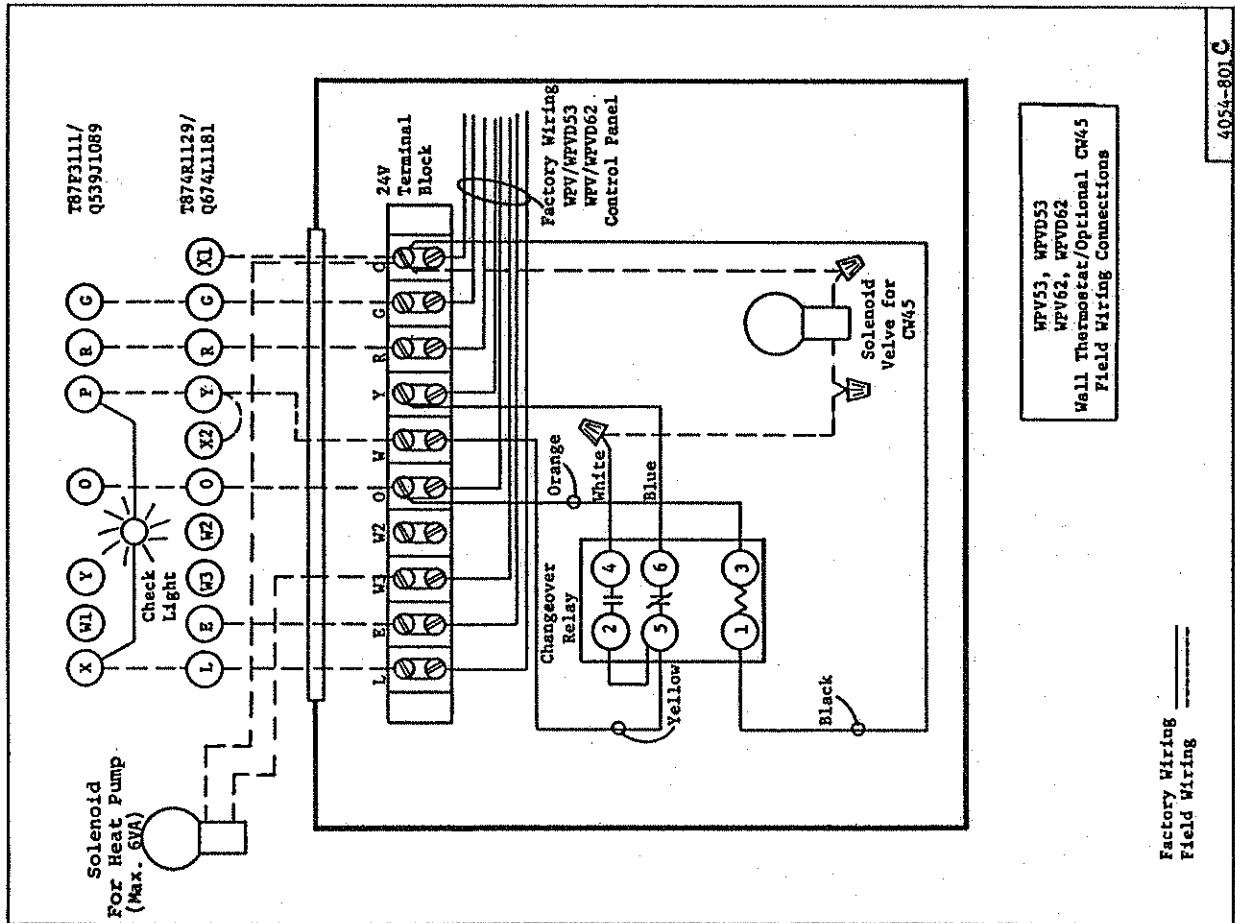 Solenoid
For Heat Pump
(Max. 6VA)
T87F3111/
Q539J1089
X
W1
Y
O
P
R
G
Check
Light
T874R1129/
Q674L1181
L
E
W3
W2
O
X2
Y
R
G
X1
L
E
W3
W2
O
W
Y
R
G
C
24V
Terminal
Block
Factory Wiring
WPV/WPVD53
WPV/WPVD62
Control Panel
Changeover
Relay
2
4
5
6
1
3
Orange
White
Blue
Yellow
Black
Solenoid
Velve for
CW45
WPV53, WPVD53
WPV62, WPVD62
Wall Thermostat/Optional CW45
Field Wiring Connections
Factory Wiring
Field Wiring
4054-801 C